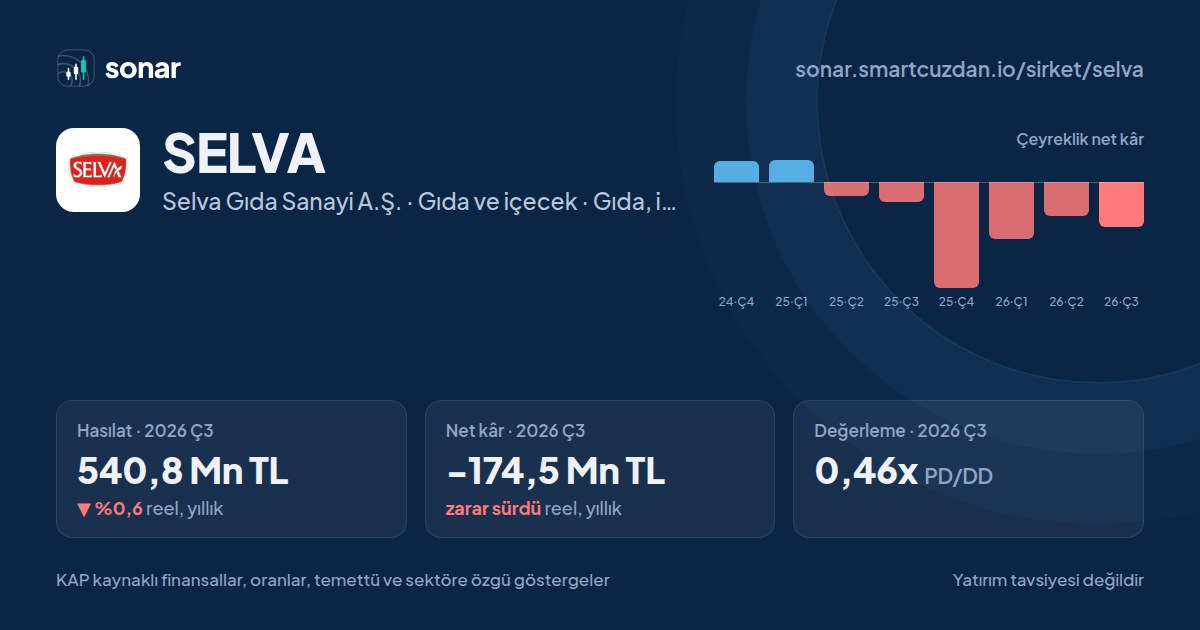 sonar
sonar.smartcuzdan.io/sirket/selva
SELVA
SELVA
Selva Gıda Sanayi A.Ş. · Gıda ve içecek · Gıda, i...
Çeyreklik net kâr
24·Ç4 25·Ç1 25·Ç2 25·Ç3 25·Ç4 26·Ç1 26·Ç2 26·Ç3
Hasılat · 2026 Ç3
540,8 Mn TL
▼ %0,6 reel, yıllık
Net kâr · 2026 Ç3
−174,5 Mn TL
zarar sürdü reel, yıllık
Değerleme · 2026 Ç3
0,46x PD/DD
KAP kaynaklı finansallar, oranlar, temettü ve sektöre özgü göstergeler
Yatırım tavsiyesi değildir